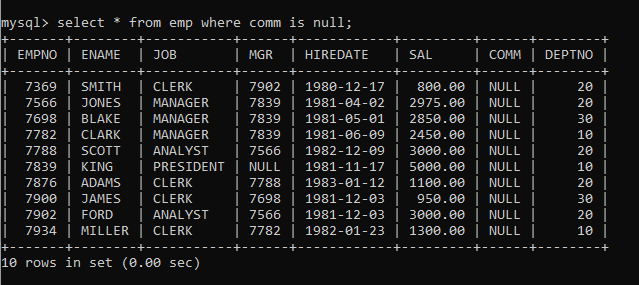 mysql> select * from emp where comm is null;
+-------+--------+-----------+------+------------+---------+------+--------+
| EMPNO | ENAME  | JOB       | MGR  | HIREDATE   | SAL     | COMM | DEPTNO |
+-------+--------+-----------+------+------------+---------+------+--------+
|  7369 | SMITH  | CLERK     | 7902 | 1980-12-17 |  800.00 | NULL |     20 |
|  7566 | JONES  | MANAGER   | 7839 | 1981-04-02 | 2975.00 | NULL |     20 |
|  7698 | BLAKE  | MANAGER   | 7839 | 1981-05-01 | 2850.00 | NULL |     30 |
|  7782 | CLARK  | MANAGER   | 7839 | 1981-06-09 | 2450.00 | NULL |     10 |
|  7788 | SCOTT  | ANALYST   | 7566 | 1982-12-09 | 3000.00 | NULL |     20 |
|  7839 | KING   | PRESIDENT | NULL | 1981-11-17 | 5000.00 | NULL |     10 |
|  7876 | ADAMS  | CLERK     | 7788 | 1983-01-12 | 1100.00 | NULL |     20 |
|  7900 | JAMES  | CLERK     | 7698 | 1981-12-03 |  950.00 | NULL |     30 |
|  7902 | FORD   | ANALYST   | 7566 | 1981-12-03 | 3000.00 | NULL |     20 |
|  7934 | MILLER | CLERK     | 7782 | 1982-01-23 | 1300.00 | NULL |     10 |
+-------+--------+-----------+------+------------+---------+------+--------+
10 rows in set (0.00 sec)